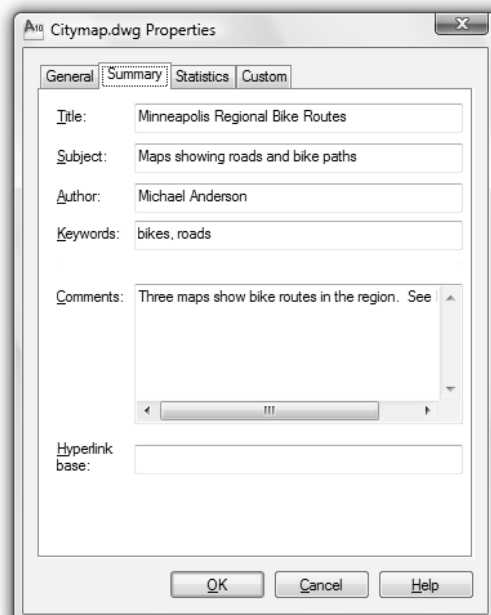 Citymap.dwg Properties
General Summary Statistics Custom
Title: Minneapolis Regional Bike Routes
Subject: Maps showing roads and bike paths
Author: Michael Anderson
Keywords: bikes, roads
Comments: Three maps show bike routes in the region. See
Hyperlink
base:
OK Cancel Help